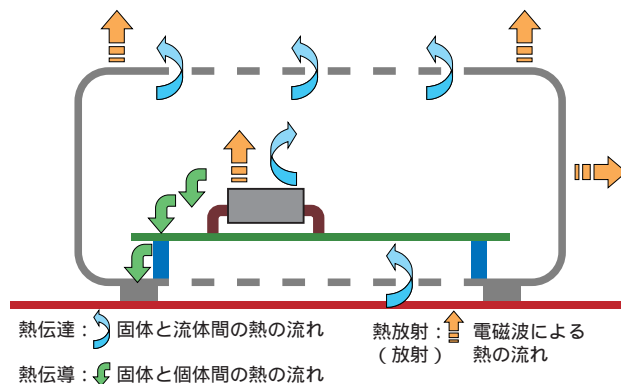 熱伝達：固体と流体間の熱の流れ
熱放射：電磁波による
（放射）熱の流れ
熱伝導：固体と個体間の熱の流れ